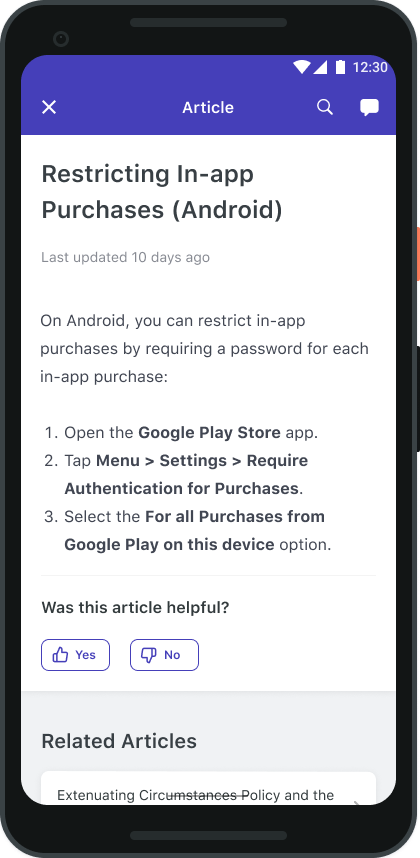 12:30
Article
Restricting In-app
Purchases (Android)
Last updated 10 days ago
On Android, you can restrict in-app
purchases by requiring a password for each
in-app purchase:
1. Open the Google Play Store app.
2. Tap Menu > Settings > Require
Authentication for Purchases.
3. Select the For all Purchases from
Google Play on this device option.
Was this article helpful?
Yes
No
Related Articles
Extenuating Circumstances Policy and the